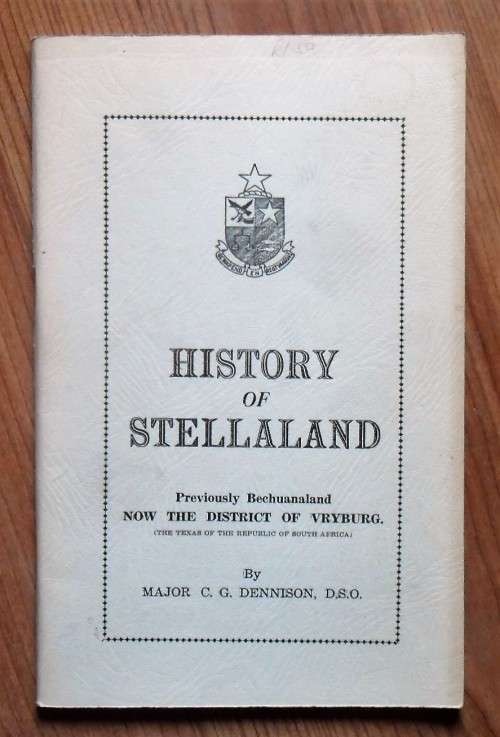 HISTORY
OF
STELLALAND
Previously Bechuanaland
NOW THE DISTRICT OF VRYBURG.
(THE TEXAS OF THE REPUBLIC OF SOUTH AFRICA)
By
MAJOR C. G. DENNISON, D.S.O.